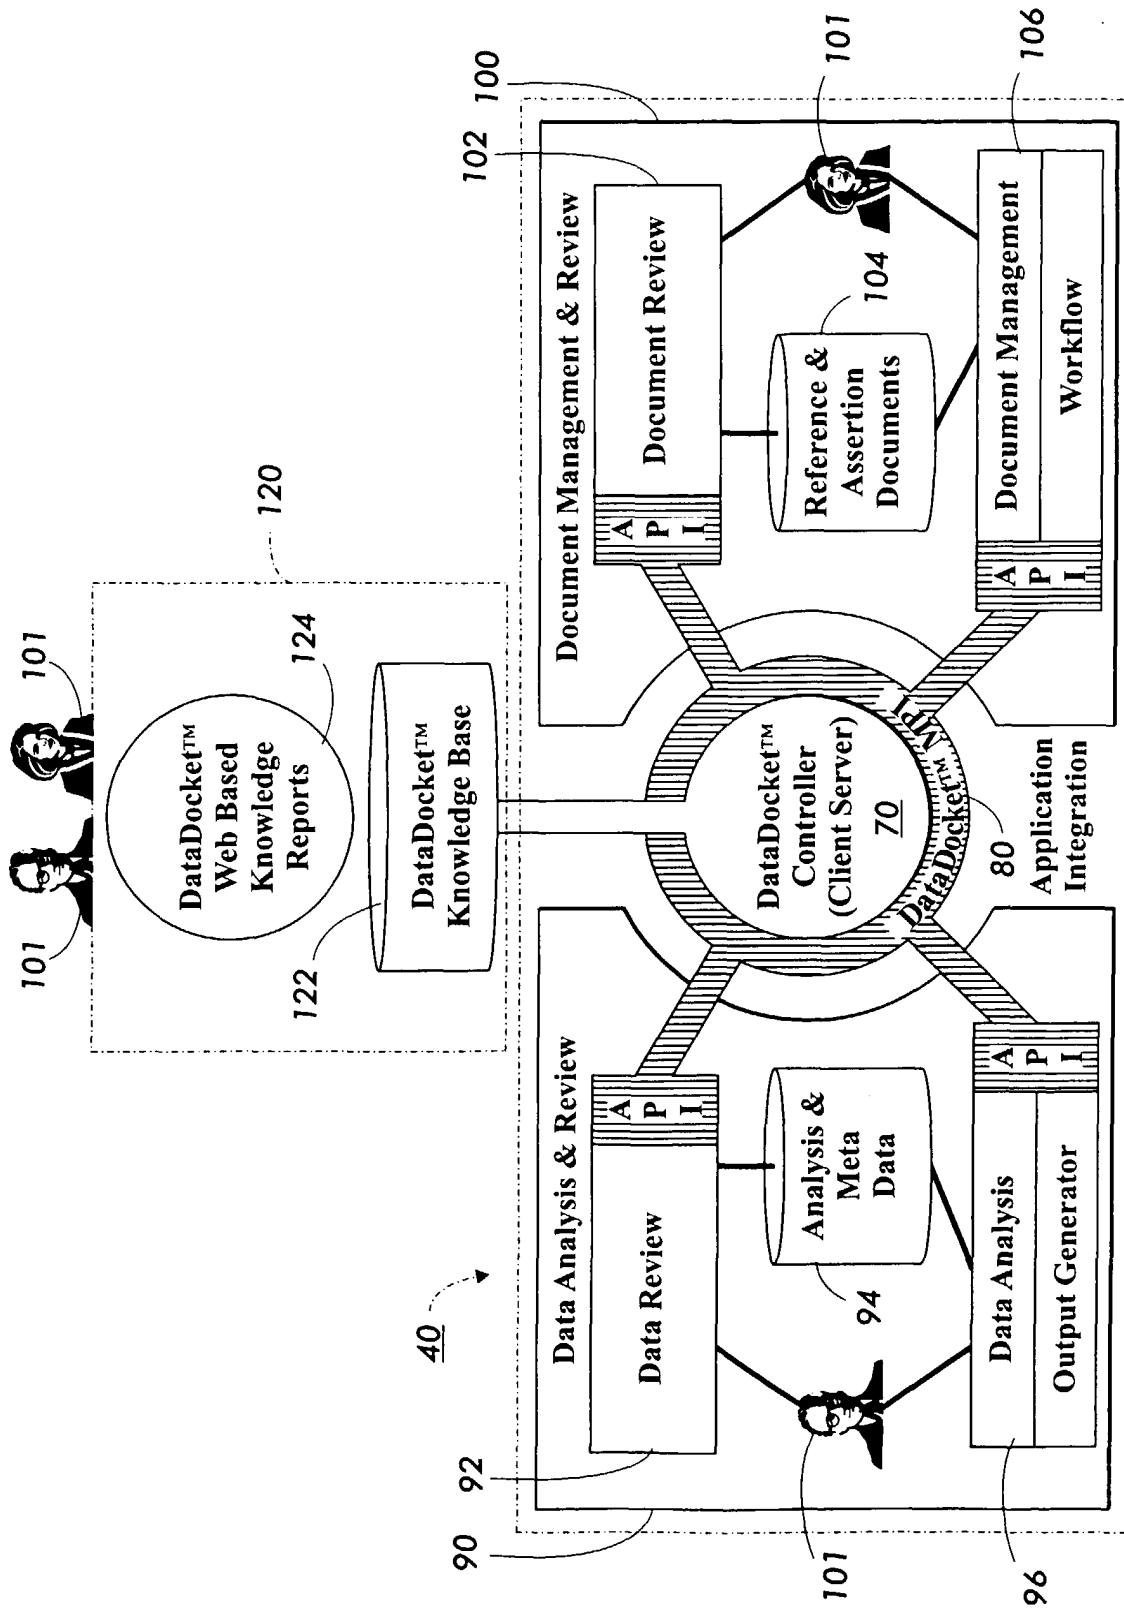 101
101
DataDocket™
Web Based
Knowledge
Reports
124
120
122
DataDocket™
Knowledge Base
40
90
92
Data Analysis & Review
Data Review
A
P
I
101
Analysis &
Meta
Data
94
Data Analysis
Output Generator
A
P
I
96
DataDocket™
Controller
(Client Server)
70
DataDocket™ MPI
80
Application
Integration
100
102
Document Management & Review
A
P
I
Document Review
101
Reference &
Assertion
Documents
104
A
P
I
Document Management
Workflow
106